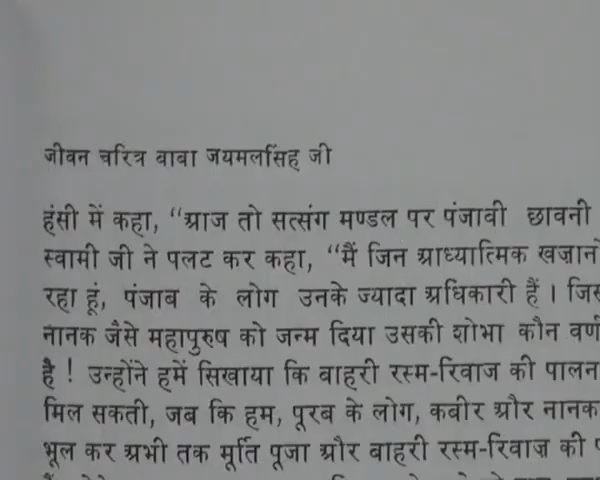 जीवन चरित्र बाबा जयमलसिंह जी
हंसी में कहा, “आज तो सत्संग मण्डल पर पंजाबी छावनी
स्वामी जी ने पलट कर कहा, “मैं जिन आध्यात्मिक
रहा हूं, पंजाब के लोग उनके ज्यादा अधिकारी हैं ।
नानक जैसे महापुरुष को जन्म दिया उसकी शोभा कौन
है ! उन्होंने हमें सिखाया कि बाहरी रस्म-रिवाज की पालन
मिल सकती, जब कि हम, पूरब के लोग, कबीर और नानक
भूल कर अभी तक मूर्ति पूजा और बाहरी रस्म-रिवाज़ की